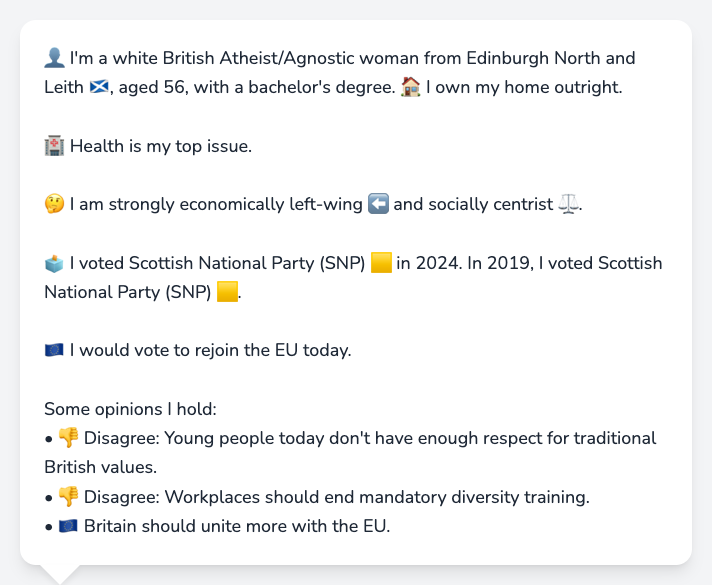 👤 I'm a white British Atheist/Agnostic woman from Edinburgh North and
Leith 🏴󠁧󠁢󠁳󠁣󠁴󠁿, aged 56, with a bachelor's degree. 🏠 I own my home outright.
🏥 Health is my top issue.
🤔 I am strongly economically left-wing ⬅️ and socially centrist ⚖️.
🗳️ I voted Scottish National Party (SNP) 🟨 in 2024. In 2019, I voted Scottish
National Party (SNP) 🟨.
🇪🇺 I would vote to rejoin the EU today.
Some opinions I hold:
• 👎 Disagree: Young people today don't have enough respect for traditional
British values.
• 👎 Disagree: Workplaces should end mandatory diversity training.
• 🇪🇺 Britain should unite more with the EU.